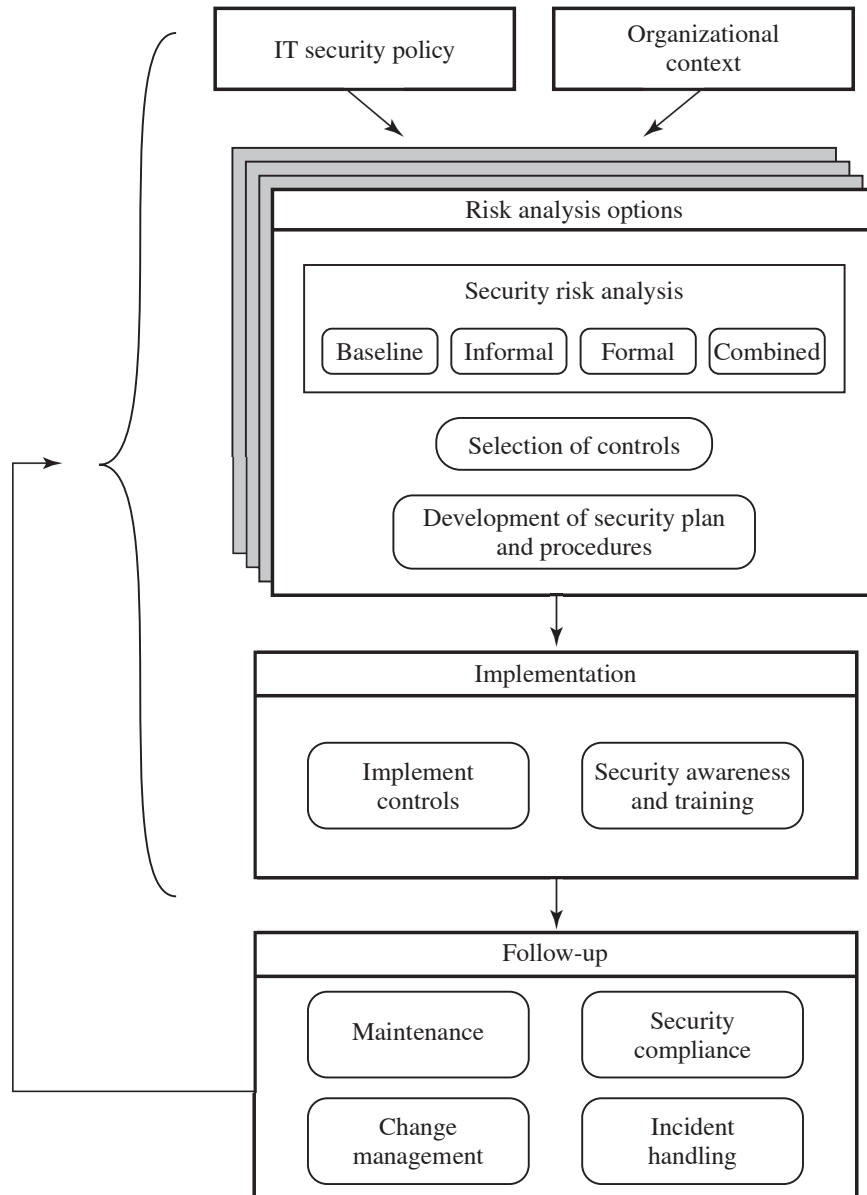 IT security policy
Organizational
context
Risk analysis options
Security risk analysis
Baseline
Informal
Formal
Combined
Selection of controls
Development of security plan
and procedures
Implementation
Implement
controls
Security awareness
and training
Follow-up
Maintenance
Security
compliance
Change
management
Incident
handling